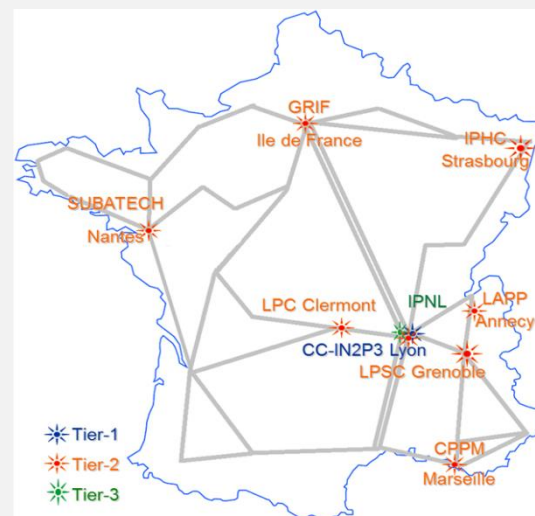 GRIF
Ile de France
IPHC
Strasbourg
SUBATECH
Nantes
LPC Clermont
IPNL
LAPP
Annecy
CC-IN2P3 Lyon
LPSC Grenoble
CPPM
Marseille
Tier-1
Tier-2
Tier-3